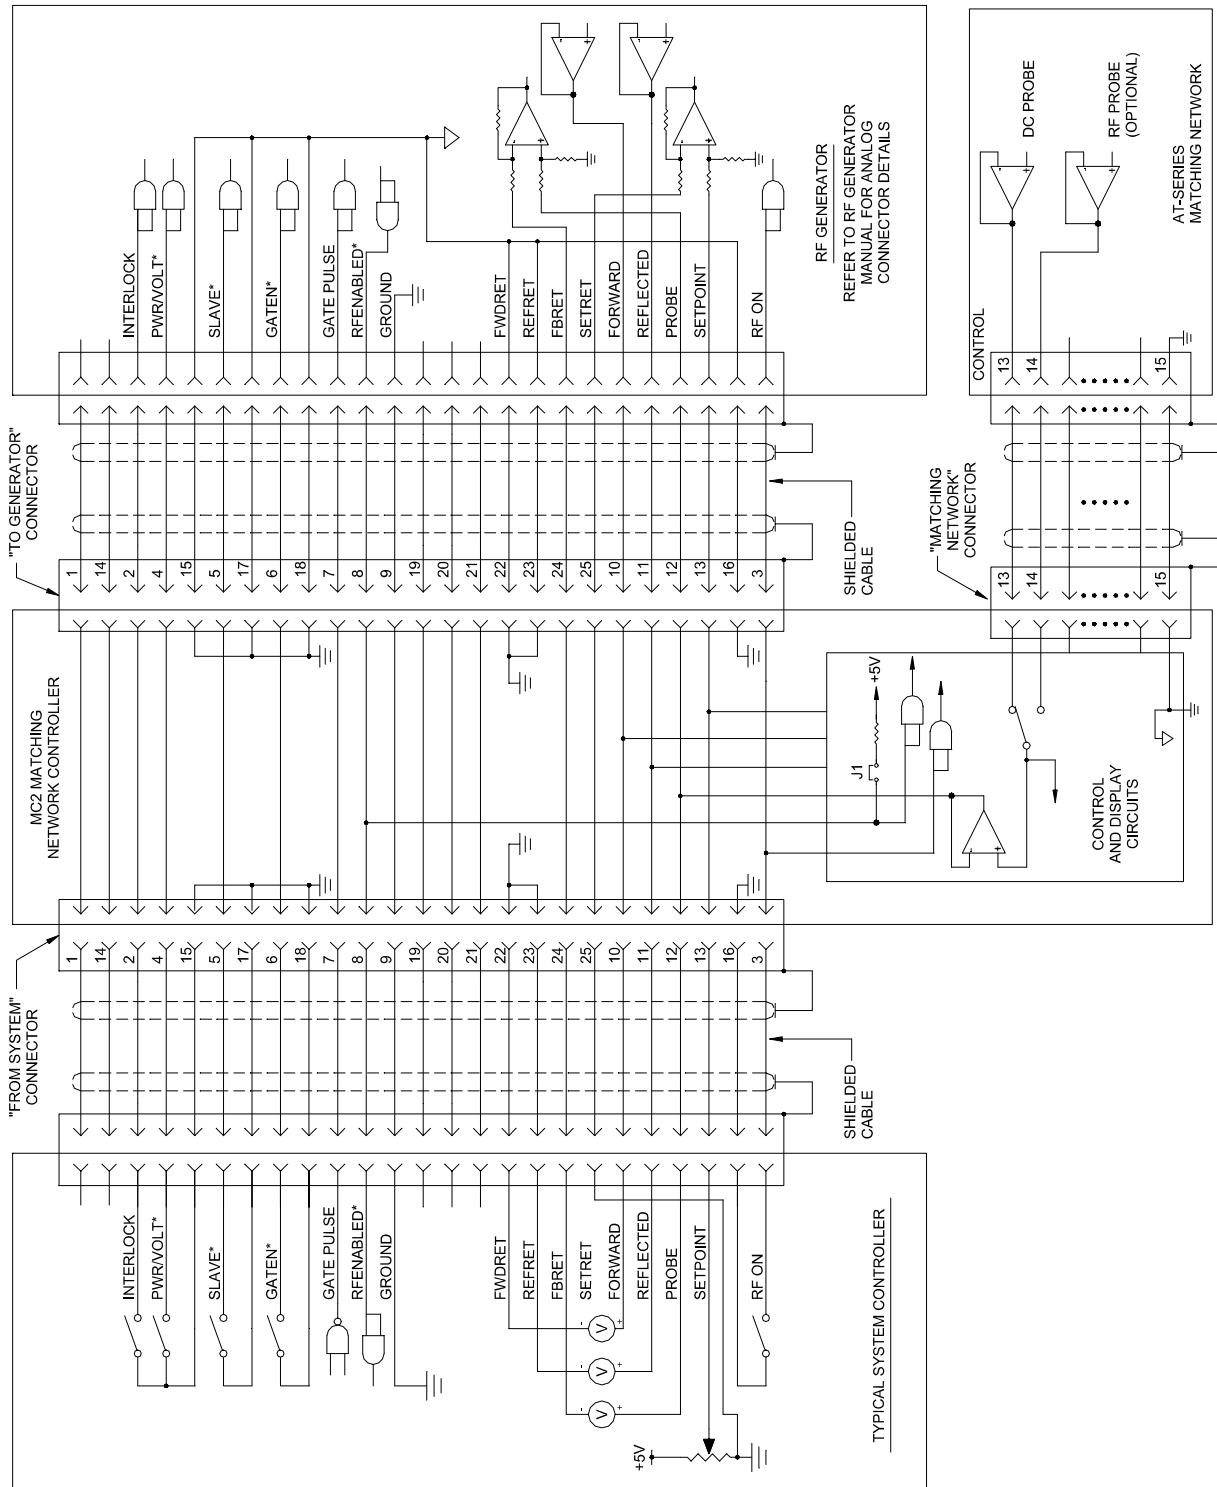 INTERLOCK
PWR/VOLT*
SLAVE*
GATEN*
GATE PULSE
RFENABLED*
GROUND
FWDRET
REFRET
FBRET
SETRET
FORWARD
REFLECTED
PROBE
SETPOINT
RF ON
RF GENERATOR
REFER TO RF GENERATOR
MANUAL FOR ANALOG
CONNECTOR DETAILS
- +
- +
- +
- +
DC PROBE
- +
RF PROBE
(OPTIONAL)
- +
AT-SERIES
MATCHING NETWORK
CONTROL
13
14
15
"TO GENERATOR"
CONNECTOR
1
14
2
4
15
5
17
6
18
7
8
9
19
20
21
22
23
24
25
10
11
12
13
16
3
SHIELDED
CABLE
"MATCHING
NETWORK"
CONNECTOR
13
14
15
MC2 MATCHING
NETWORK CONTROLLER
+5V
J1
- +
CONTROL
AND DISPLAY
CIRCUITS
"FROM SYSTEM"
CONNECTOR
1
14
2
4
15
5
17
6
18
7
8
9
19
20
21
22
23
24
25
10
11
12
13
16
3
SHIELDED
CABLE
INTERLOCK
PWR/VOLT*
SLAVE*
GATEN*
GATE PULSE
RFENABLED*
GROUND
FWDRET
REFRET
FBRET
SETRET
FORWARD
REFLECTED
PROBE
SETPOINT
RF ON
- V +
- V +
- V +
+5V
TYPICAL SYSTEM CONTROLLER